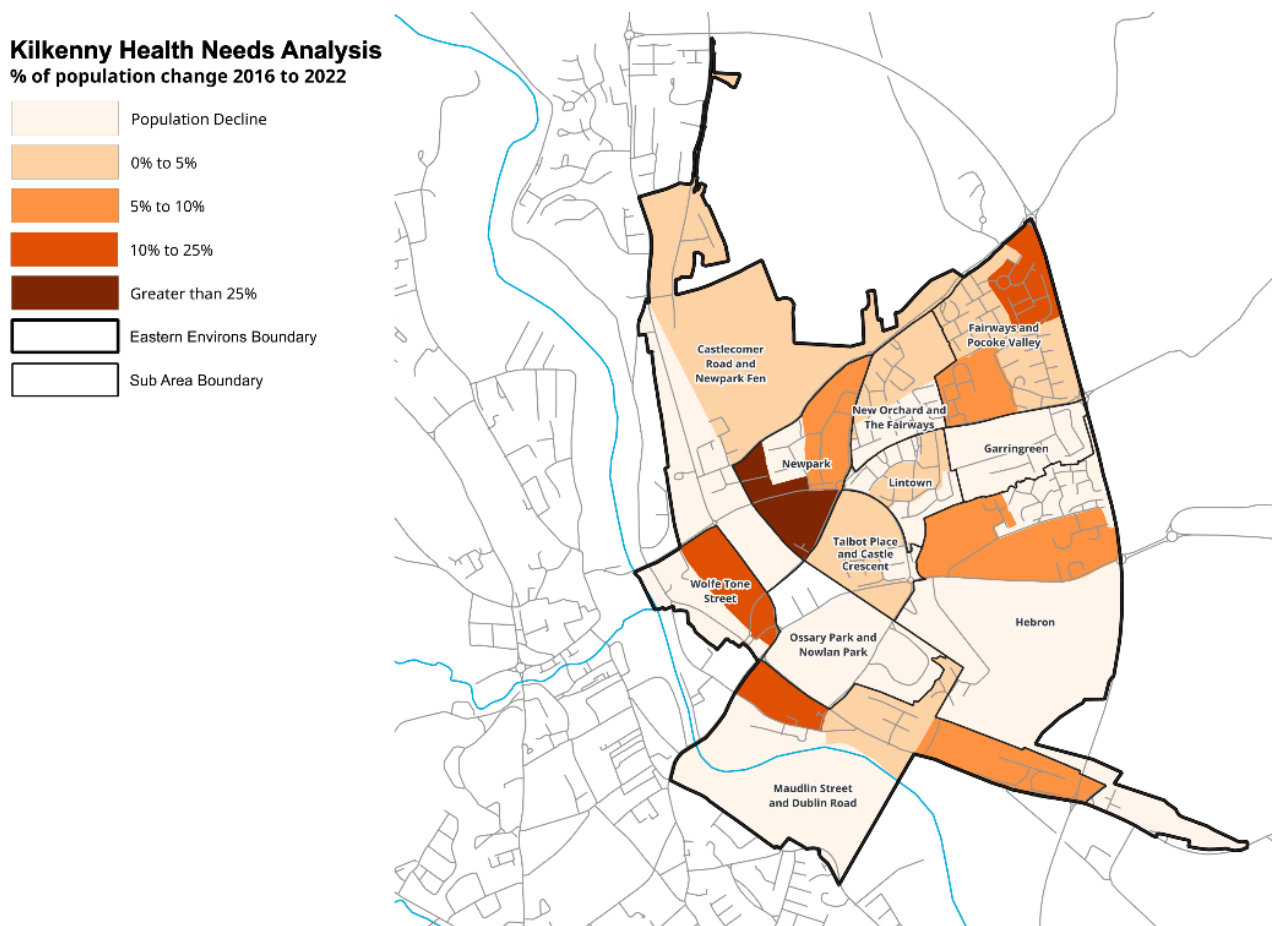 Kilkenny Health Needs Analysis
% of population change 2016 to 2022
Population Decline
0% to 5%
5% to 10%
10% to 25%
Greater than 25%
Eastern Environs Boundary
Sub Area Boundary
Castlecomer
Road and
Newpark Fen
Fairways and
Pocoke Valley
New Orchard and
The Fairways
Garringreen
Newpark
Lintown
Talbot Place
and Castle
Crescent
Wolfe Tone
Street
Hebron
Ossary Park and
Nowlan Park
Maudlin Street
and Dublin Road